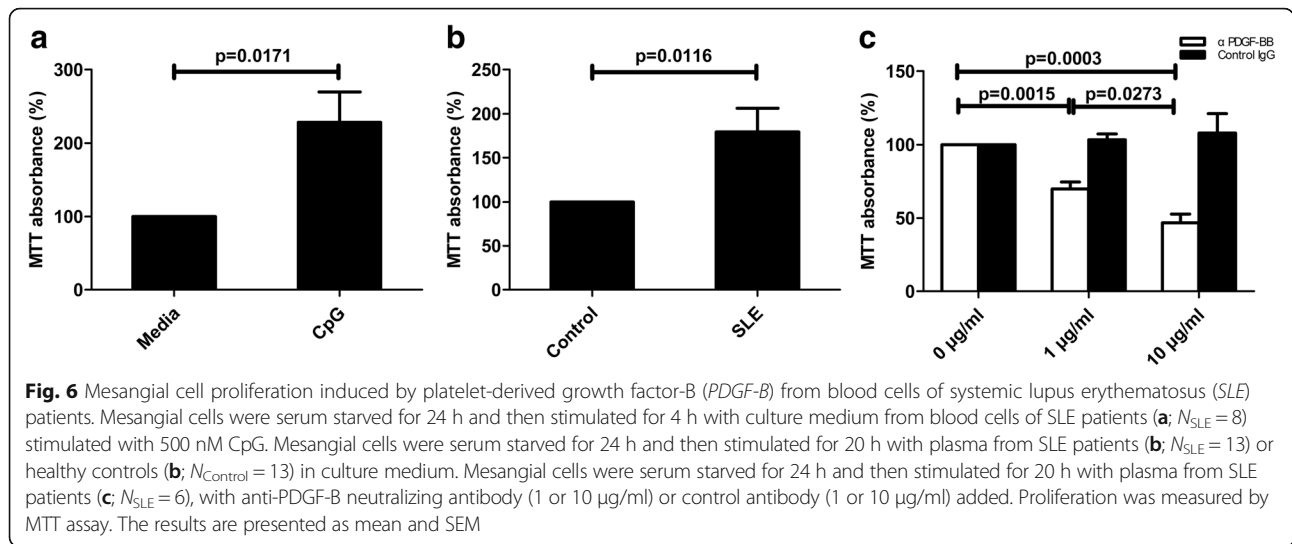 a
p=0.0171
MTT absorbance (%)
300
200
100
0
Media
CpG
b
p=0.0116
MTT absorbance (%)
250
200
150
100
50
0
Control
SLE
c
α PDGF-BB
Control IgG
p=0.0003
p=0.0015
p=0.0273
MTT absorbance (%)
150
100
50
0
0 µg/ml
1 µg/ml
10 µg/ml
Fig. 6 Mesangial cell proliferation induced by platelet-derived growth factor-B (PDGF-B) from blood cells of systemic lupus erythematosus (SLE)
patients. Mesangial cells were serum starved for 24 h and then stimulated for 4 h with culture medium from blood cells of SLE patients (a; NSLE = 8)
stimulated with 500 nM CpG. Mesangial cells were serum starved for 24 h and then stimulated for 20 h with plasma from SLE patients (b; NSLE = 13) or
healthy controls (b; NControl = 13) in culture medium. Mesangial cells were serum starved for 24 h and then stimulated for 20 h with plasma from SLE
patients (c; NSLE = 6), with anti-PDGF-B neutralizing antibody (1 or 10 µg/ml) or control antibody (1 or 10 µg/ml) added. Proliferation was measured by
MTT assay. The results are presented as mean and SEM